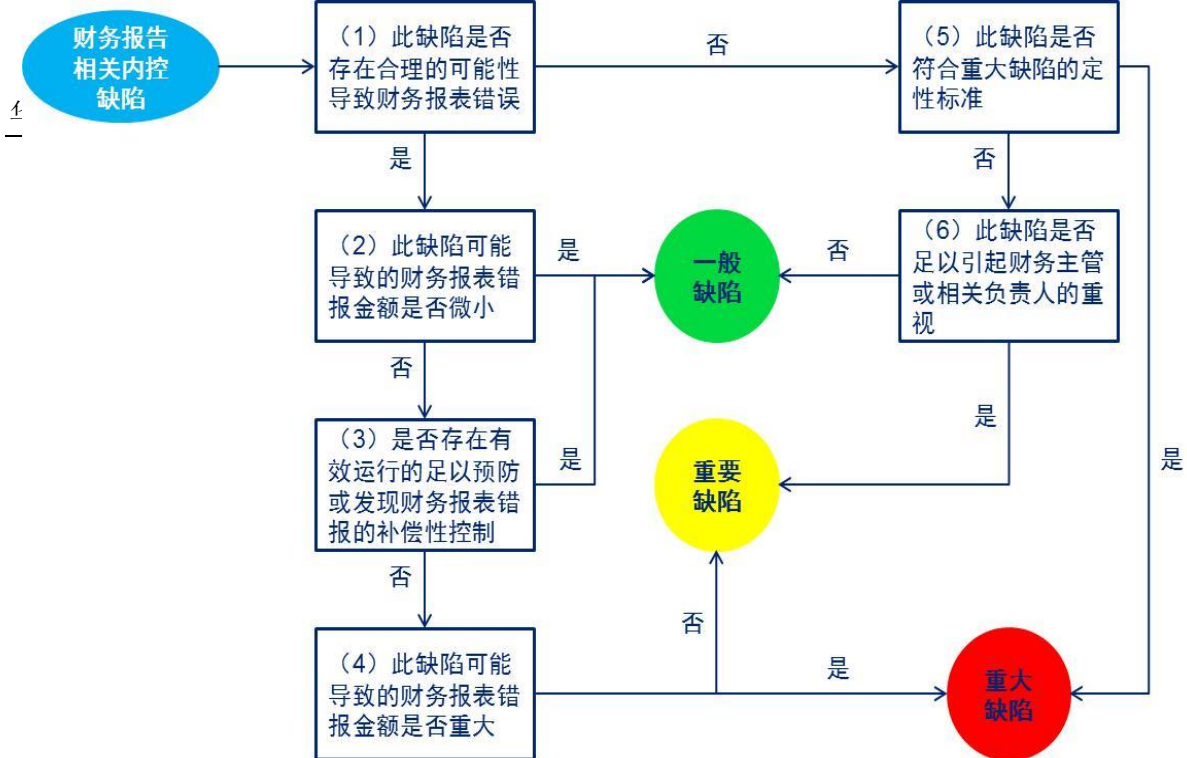 财务报告
相关内控
缺陷
（1）此缺陷是否
存在合理的可能性
导致财务报表错误
否
（5）此缺陷是否
符合重大缺陷的定
性标准
是
否
（2）此缺陷可能
导致的财务报表错
报金额是否微小
是
一般
缺陷
否
（6）此缺陷是否
足以引起财务主管
或相关负责人的重
视
否
是
（3）是否存在有
效运行的足以预防
或发现财务报表错
报的补偿性控制
是
重要
缺陷
是
否
否
（4）此缺陷可能
导致的财务报表错
报金额是否重大
是
重大
缺陷